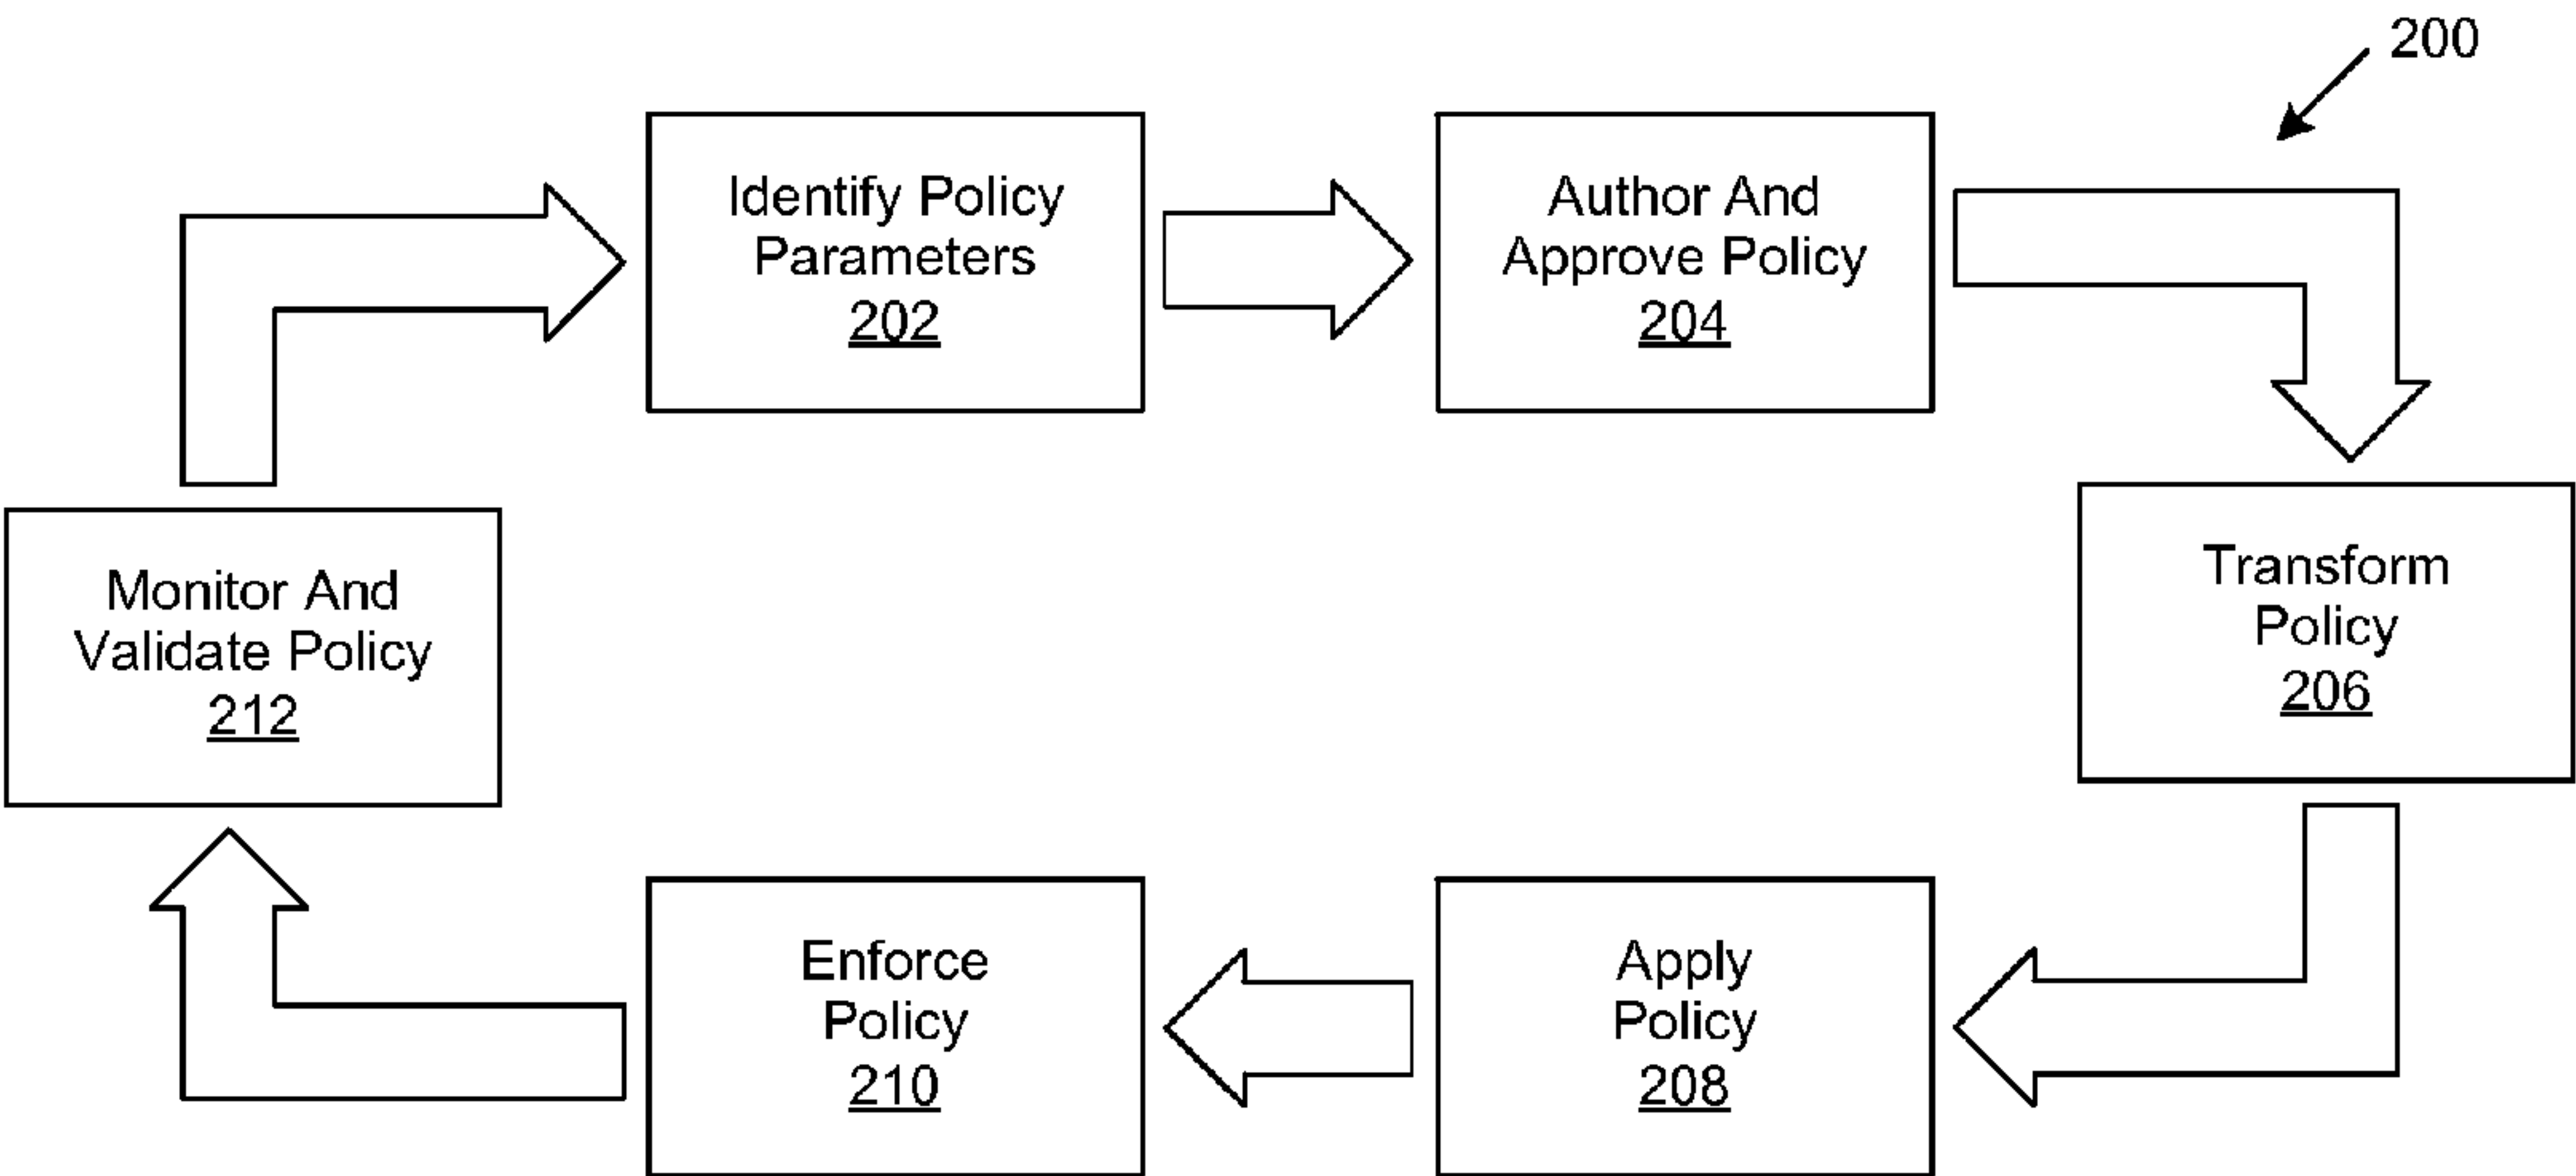 200
Identify Policy
Parameters
202
Author And
Approve Policy
204
Transform
Policy
206
Apply
Policy
208
Enforce
Policy
210
Monitor And
Validate Policy
212